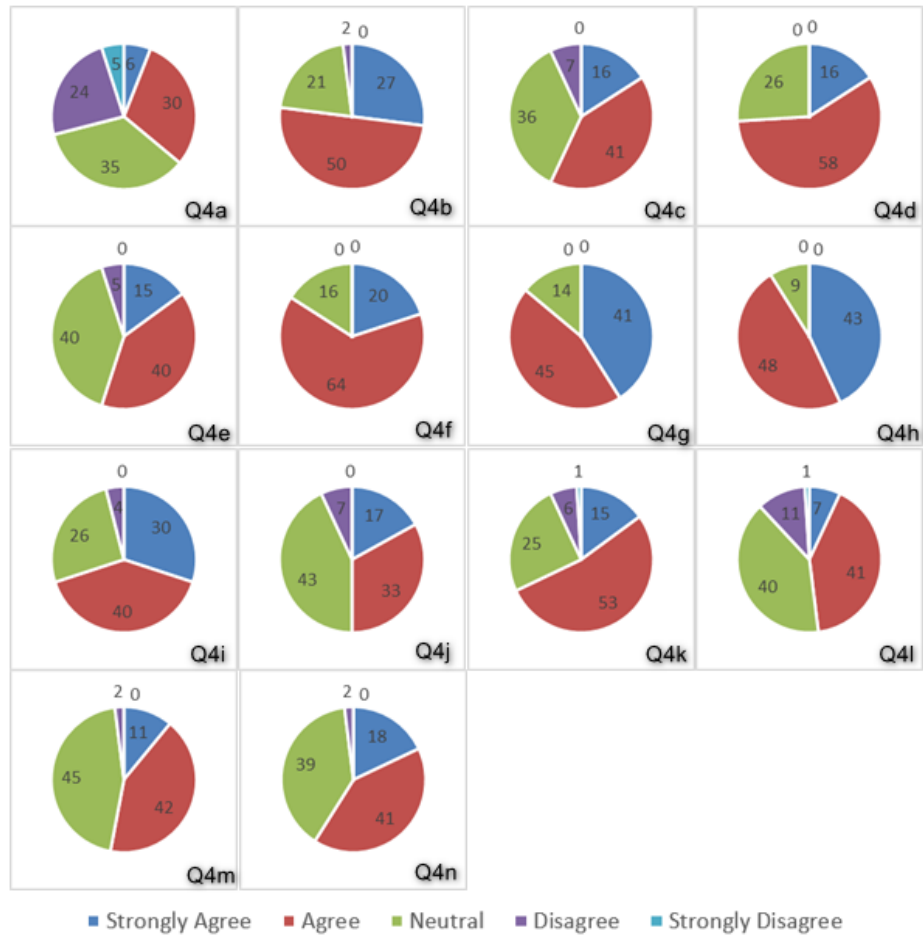 5 6 30 35 24 Q4a
2 0 27 50 21 Q4b
0 7 16 41 36 Q4c
0 0 16 58 26 Q4d
0 5 15 40 40 Q4e
0 0 20 64 16 Q4f
0 0 41 45 14 Q4g
0 0 43 48 9 Q4h
0 4 30 40 26 Q4i
0 7 17 33 43 Q4j
1 6 15 53 25 Q4k
1 11 7 41 40 Q4l
2 0 11 42 45 Q4m
2 0 18 41 39 Q4n
Strongly Agree Agree Neutral Disagree Strongly Disagree